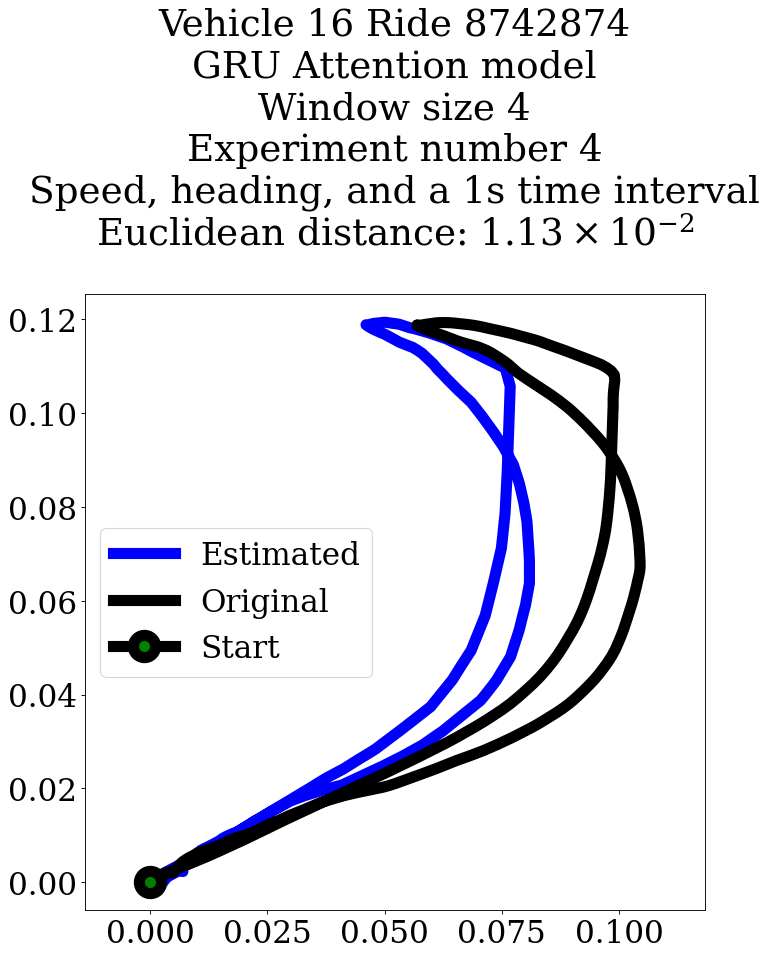 Vehicle 16 Ride 8742874
GRU Attention model
Window size 4
Experiment number 4
Speed, heading, and a 1s time interval
Euclidean distance: 1.13 × 10⁻²
0.12
0.10
0.08
0.06
0.04
0.02
0.00
Estimated
Original
Start
0.000 0.025 0.050 0.075 0.100